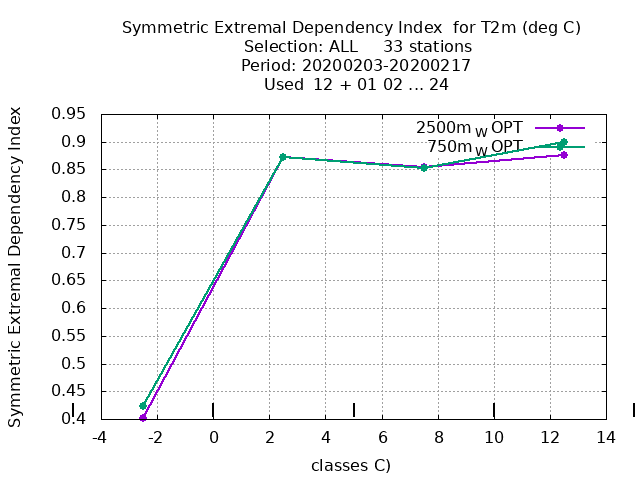 Symmetric Extremal Dependency Index for T2m (deg C)
Selection: ALL 33 stations
Period: 20200203-20200217
Used 12 + 01 02 ... 24
Symmetric Extremal Dependency Index
0.95
0.9
0.85
0.8
0.75
0.7
0.65
0.6
0.55
0.5
0.45
0.4
2500m W OPT
750m W OPT
-4 -2 0 2 4 6 8 10 12 14
classes C)